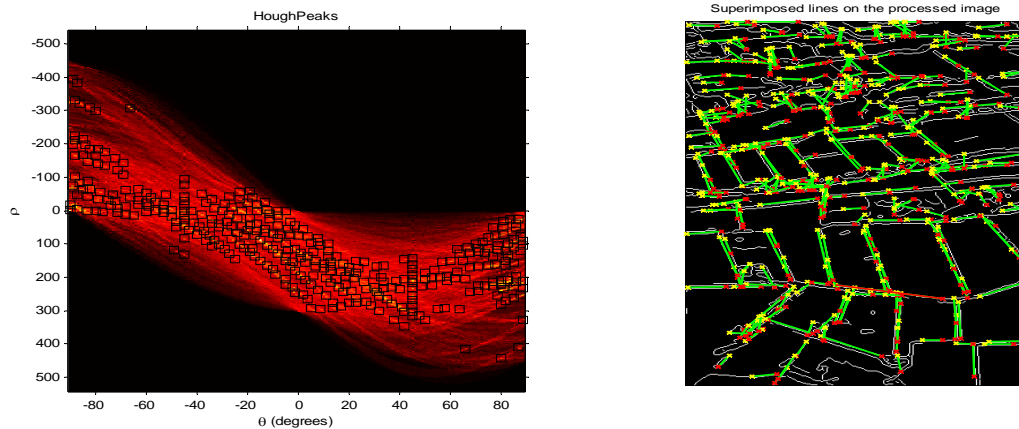 HoughPeaks
-500
-400
-300
-200
-100
0
100
200
300
400
500
ρ
-80 -60 -40 -20 0 20 40 60 80
θ (degrees)
Superimposed lines on the processed image